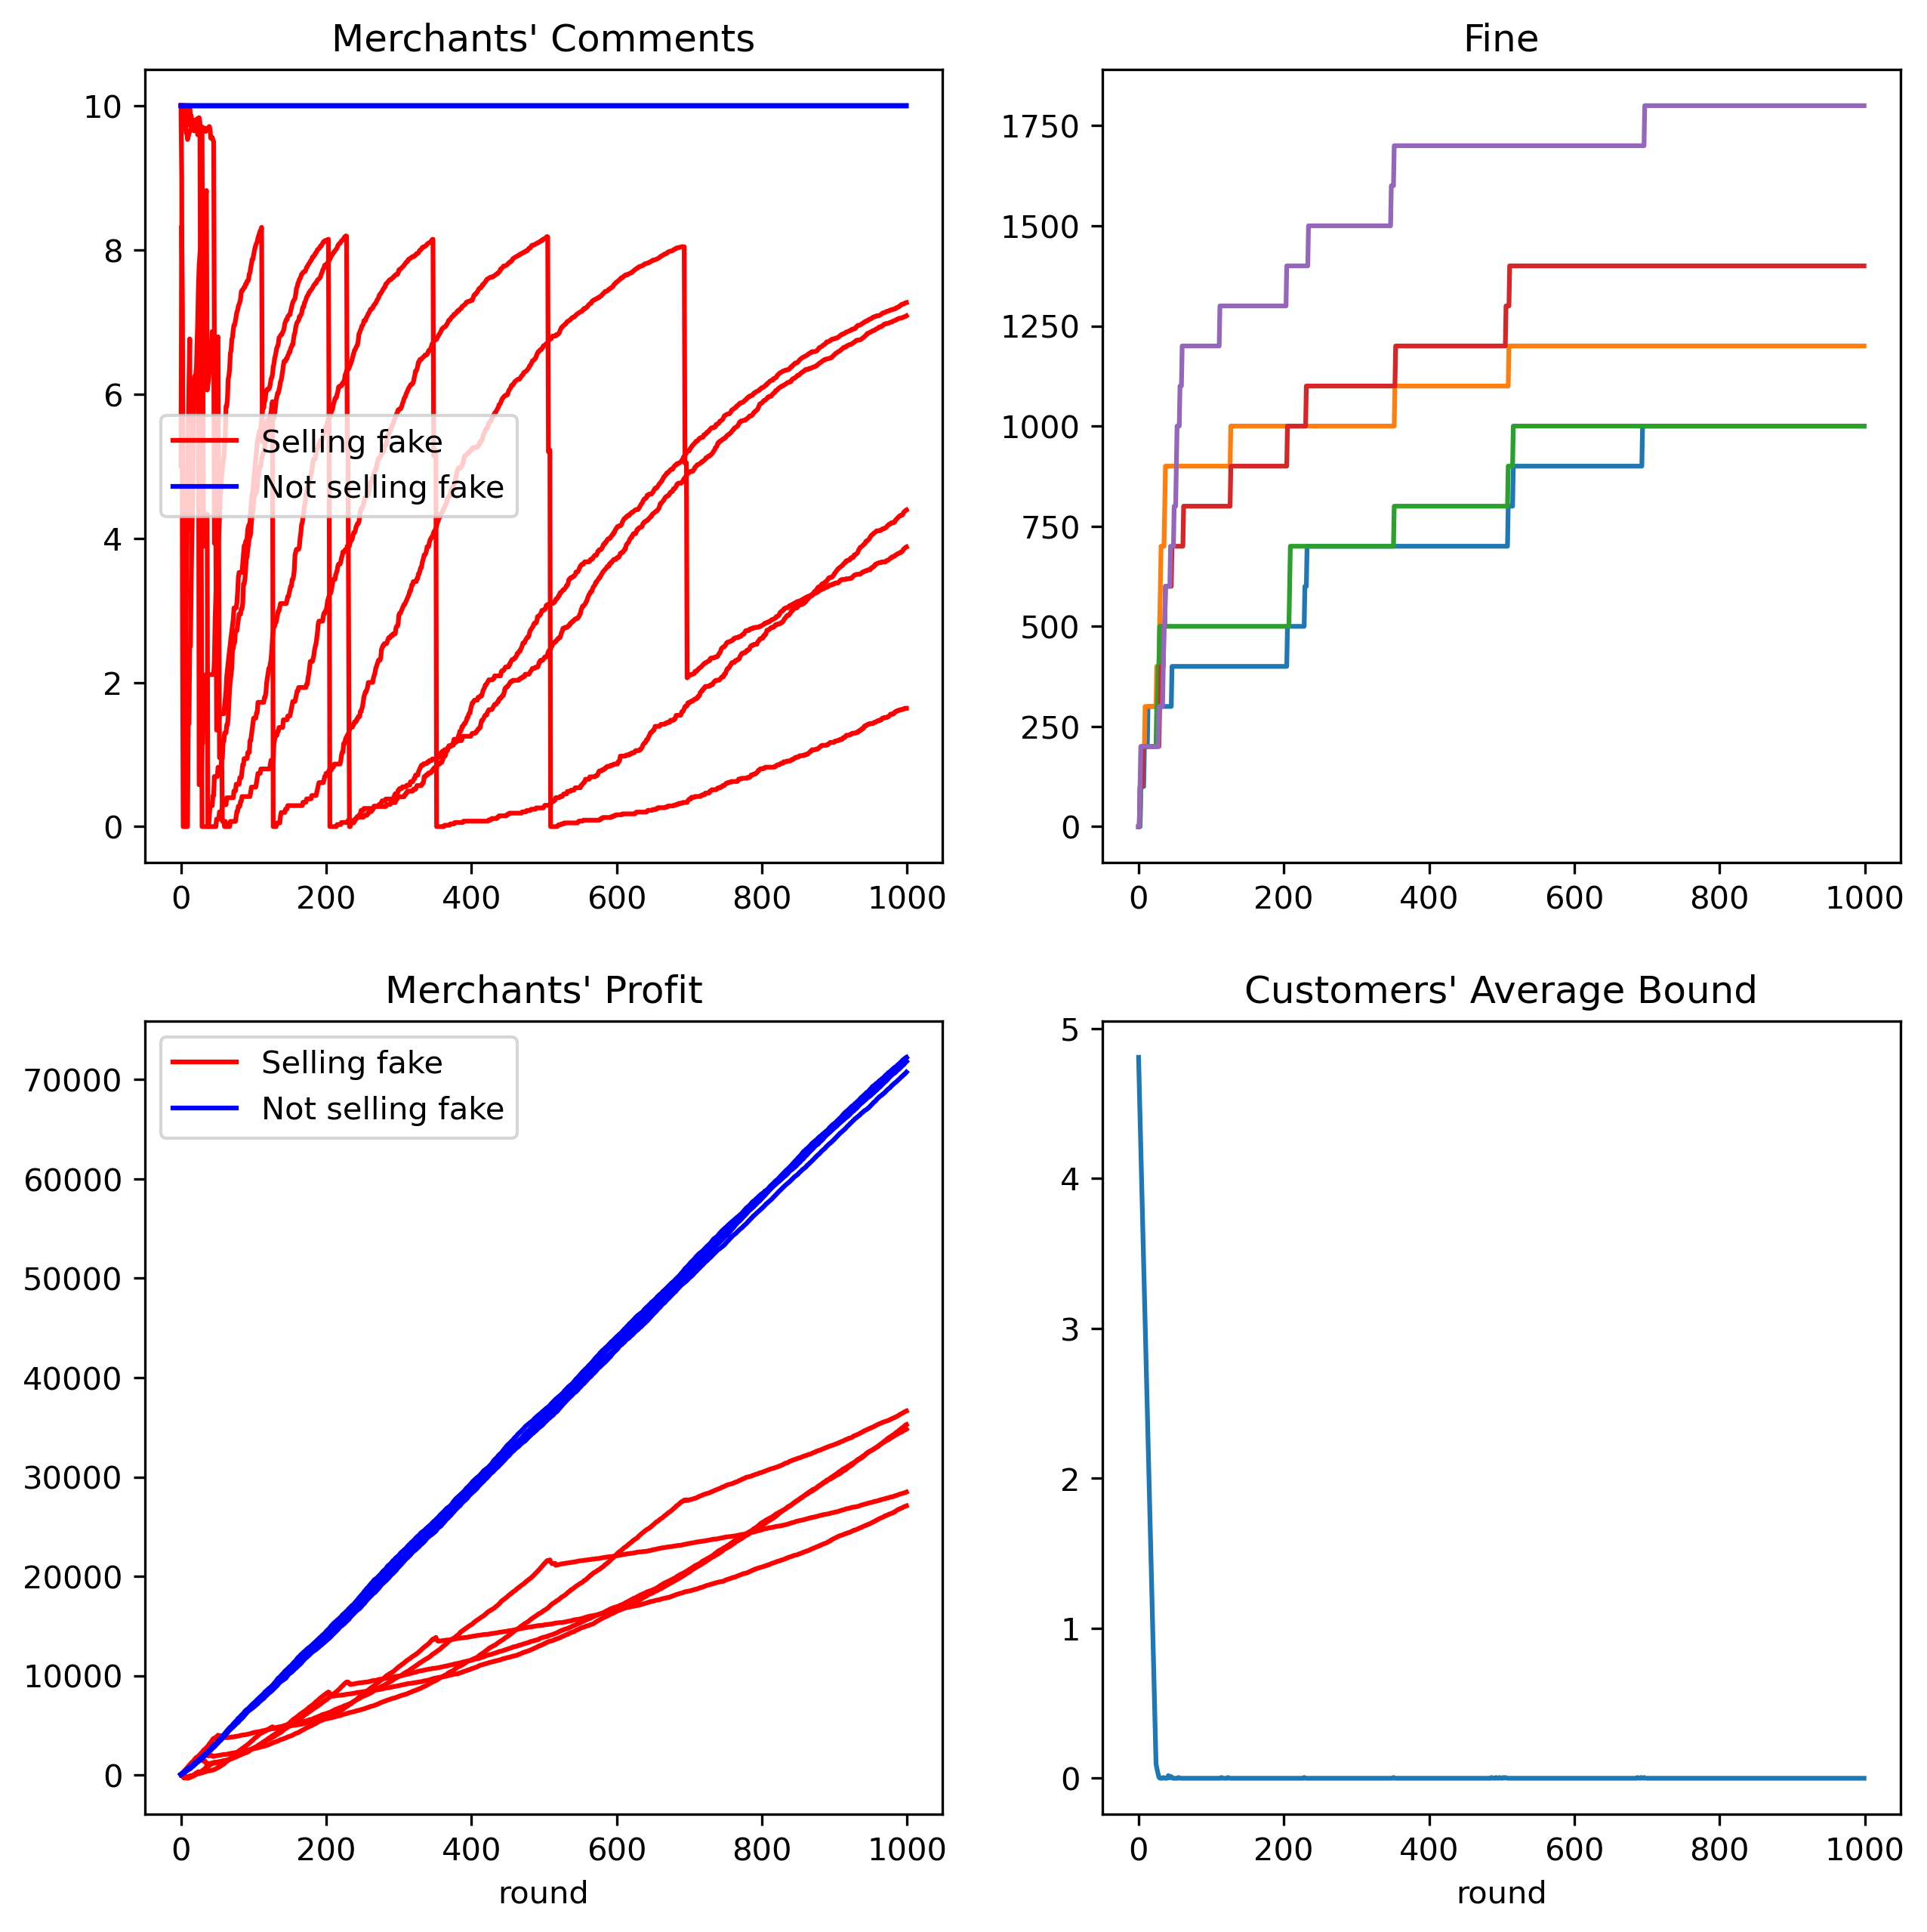 Merchants' Comments
10
8
6
4
2
0
Selling fake
Not selling fake
0 200 400 600 800 1000
Fine
1750
1500
1250
1000
750
500
250
0
0 200 400 600 800 1000
Merchants' Profit
70000
60000
50000
40000
30000
20000
10000
0
Selling fake
Not selling fake
0 200 400 600 800 1000
round
Customers' Average Bound
5
4
3
2
1
0
0 200 400 600 800 1000
round